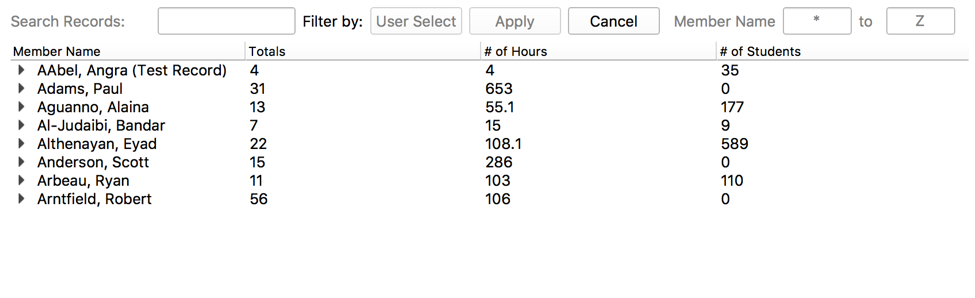 Search Records: Filter by: User Select Apply Cancel Member Name * to Z
Member Name Totals # of Hours # of Students
AAbel, Angra (Test Record) 4 4 35
Adams, Paul 31 653 0
Aguanno, Alaina 13 55.1 177
Al-Judaibi, Bandar 7 15 9
Althenayan, Eyad 22 108.1 589
Anderson, Scott 15 286 0
Arbeau, Ryan 11 103 110
Arntfield, Robert 56 106 0